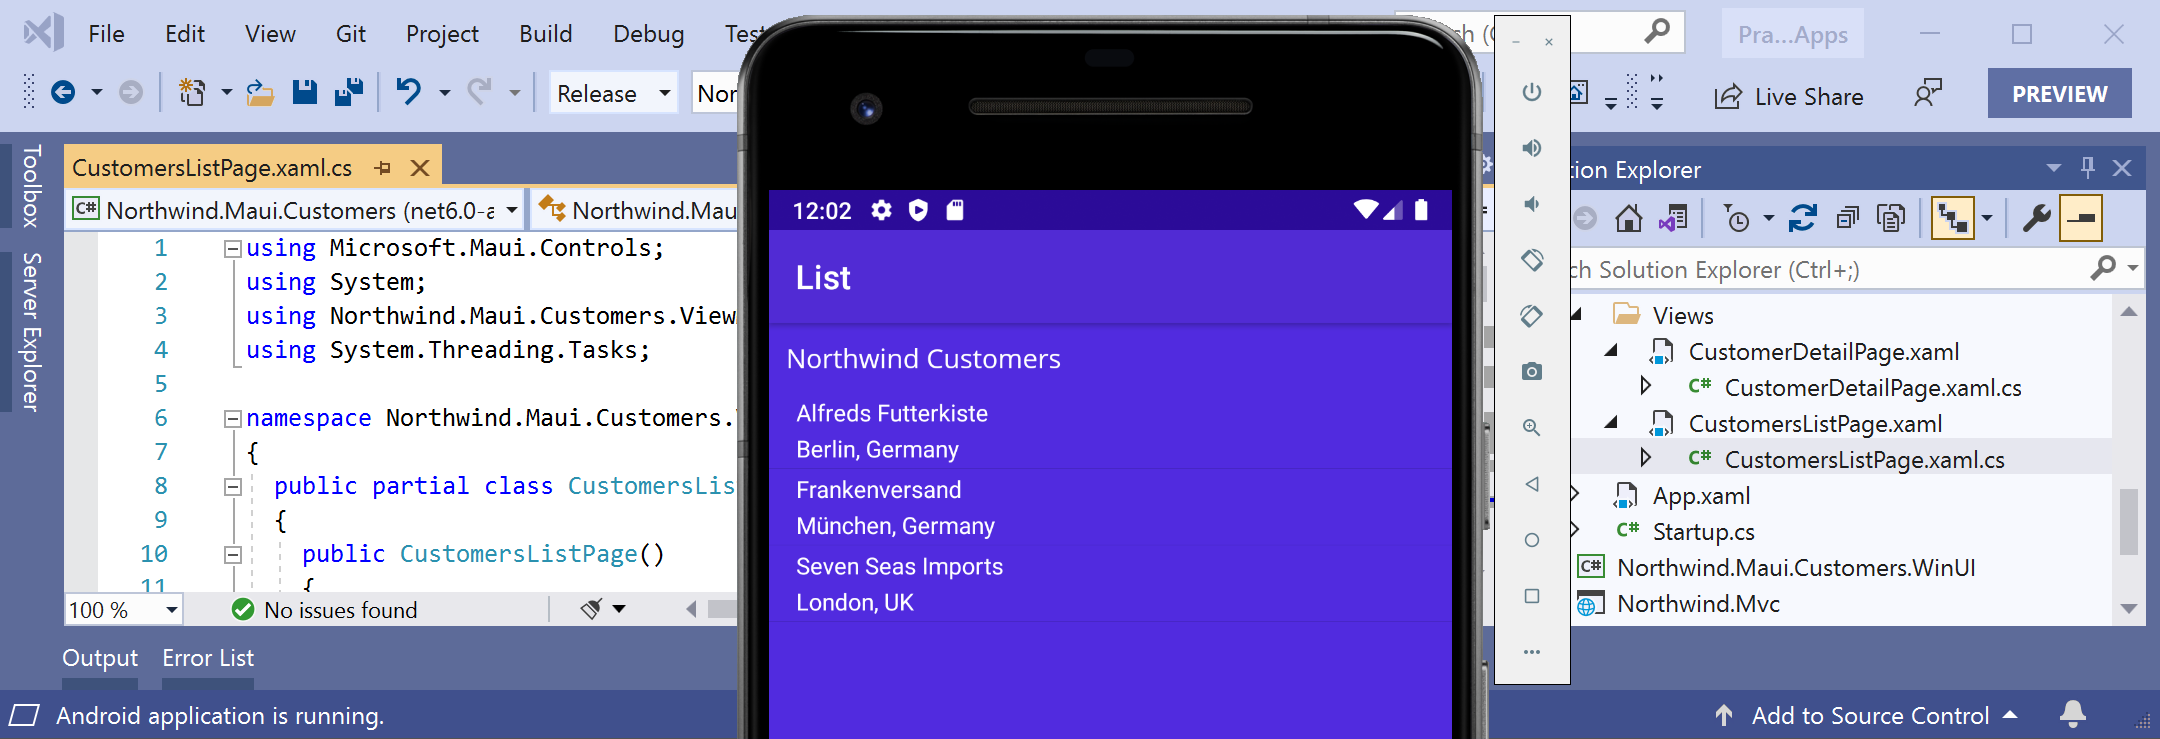 File Edit View Git Project Build Debug
Pra...Apps
Release
Live Share
PREVIEW
Toolbox
Server Explorer
CustomersListPage.xaml.cs
C# Northwind.Maui.Customers (net6.0-a
Northwind.Mau
1 using Microsoft.Maui.Controls;
2 using System;
3 using Northwind.Maui.Customers.View
4 using System.Threading.Tasks;
5
6 namespace Northwind.Maui.Customers.
7 {
8 public partial class CustomersLis
9 {
10 public CustomersListPage()
11 {
100 %
No issues found
Output Error List
Android application is running.
12:02
List
Northwind Customers
Alfreds Futterkiste
Berlin, Germany
Frankenversand
München, Germany
Seven Seas Imports
London, UK
tion Explorer
ch Solution Explorer (Ctrl+;)
Views
CustomerDetailPage.xaml
C# CustomerDetailPage.xaml.cs
CustomersListPage.xaml
C# CustomersListPage.xaml.cs
App.xaml
C# Startup.cs
C# Northwind.Maui.Customers.WinUI
Northwind.Mvc
Add to Source Control